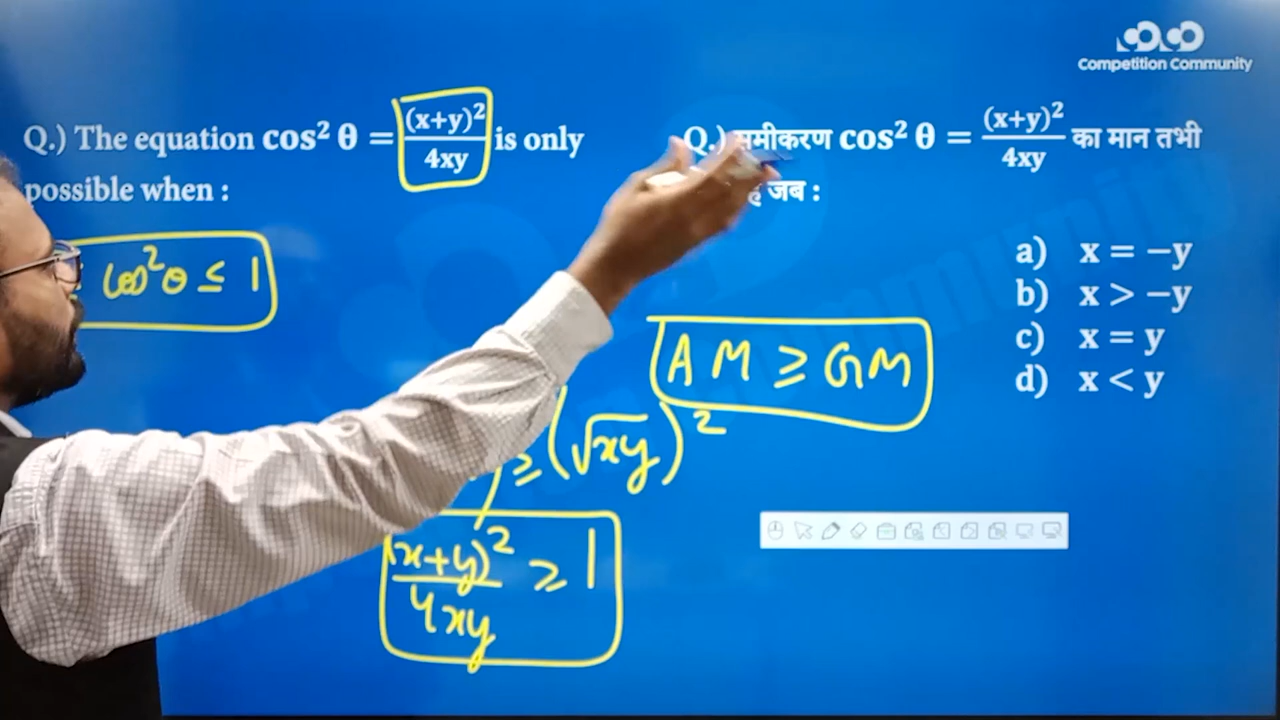 Competition Community
Q.) The equation cos² θ = (x+y)²/4xy is only
possible when :
cos²θ ≤ 1
Q.) समीकरण cos² θ = (x+y)²/4xy का मान तभी
जब :
a) x = −y
b) x > −y
c) x = y
d) x < y
AM ≥ GM
≥ (√xy)²
(x+y)²/4xy ≥ 1